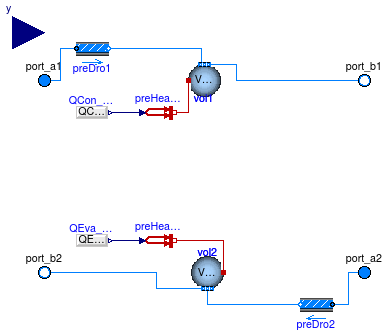 y
port_a1
preDro1
port_b1
V...
vol1
QCon_...
preHea...
QC...
QEva_...
preHea...
QE...
port_b2
vol2
V...
port_a2
preDro2